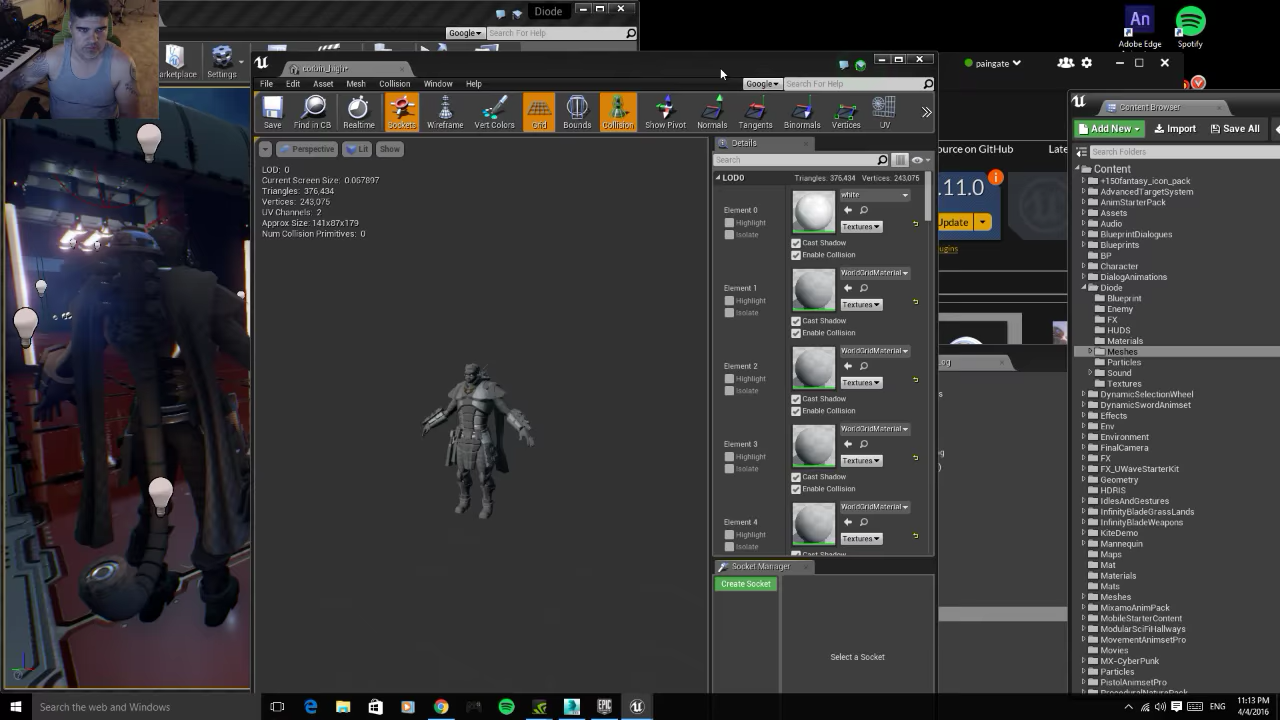 Diode
Google
Search For Help
arketplace
Settings
An
Adobe Edge
Spotify
corbin_high*
File Edit Asset Mesh Collision Window Help
Google
Search For Help
Save
Find in CB
Realtime
Sockets
Wireframe
Vert Colors
Grid
Bounds
Collision
Show Pivot
Normals
Tangents
Binormals
Vertices
UV
Perspective
Lit
Show
LOD: 0
Current Screen Size: 0.057897
Triangles: 376,434
Vertices: 243,075
UV Channels: 2
Approx Size: 141x87x179
Num Collision Primitives: 0
Details
Search
LOD0
Triangles: 376,434 Vertices: 243,075
Element 0
Highlight
Isolate
white
Textures
Cast Shadow
Enable Collision
Element 1
Highlight
Isolate
WorldGridMaterial
Textures
Cast Shadow
Enable Collision
Element 2
Highlight
Isolate
WorldGridMaterial
Textures
Cast Shadow
Enable Collision
Element 3
Highlight
Isolate
WorldGridMaterial
Textures
Cast Shadow
Enable Collision
Element 4
Highlight
Isolate
WorldGridMaterial
Textures
Cast Shadow
Socket Manager
Create Socket
Select a Socket
paingate
ource on GitHub
Late
.11.0
Update
lugins
og
Content Browser
Add New
Import
Save All
Search Folders
Content
+150fantasy_icon_pack
AdvancedTargetSystem
AnimStarterPack
Assets
Audio
BlueprintDialogues
Blueprints
BP
Character
DialogAnimations
Diode
Blueprint
Enemy
FX
HUDS
Materials
Meshes
Particles
Sound
Textures
DynamicSelectionWheel
DynamicSwordAnimset
Effects
Env
Environment
FinalCamera
FX
FX_UWaveStarterKit
Geometry
HDRIS
IdlesAndGestures
InfinityBladeGrassLands
InfinityBladeWeapons
KiteDemo
Mannequin
Maps
Mat
Materials
Mats
Meshes
MixamoAnimPack
MobileStarterContent
ModularSciFiHallways
MovementAnimsetPro
Movies
MX-CyberPunk
Particles
PistolAnimsetPro
ProceduralNaturePack
Search the web and Windows
ENG
11:13 PM
4/4/2016